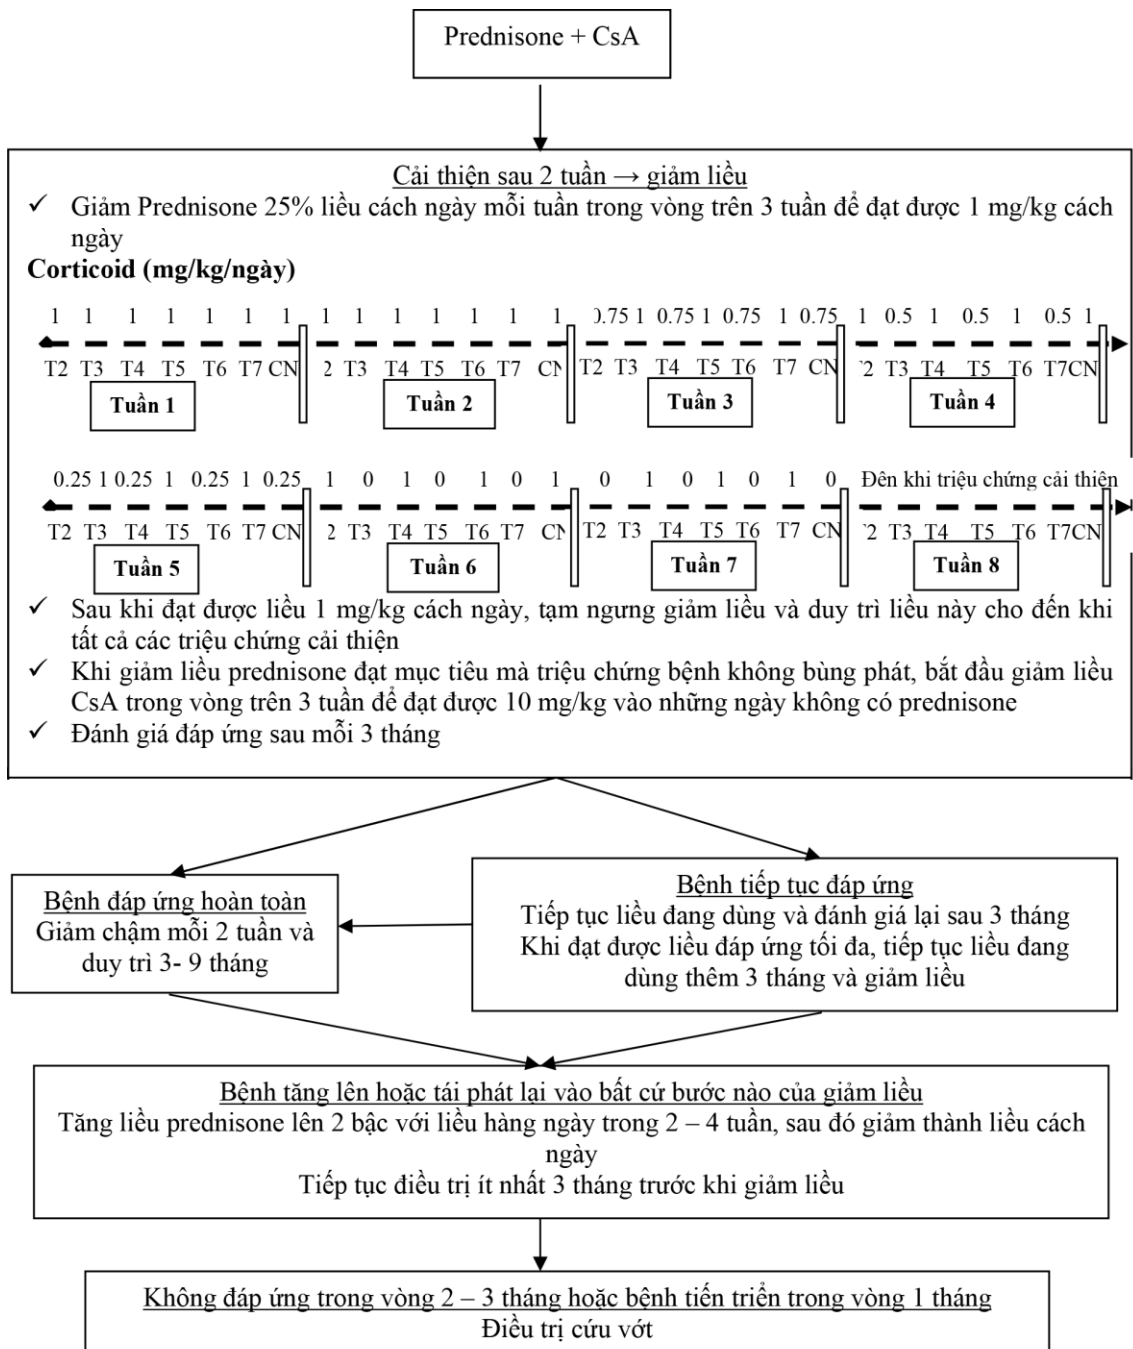 Prednisone + CsA
Cải thiện sau 2 tuần → giảm liều
✓ Giảm Prednisone 25% liều cách ngày mỗi tuần trong vòng trên 3 tuần để đạt được 1 mg/kg cách
ngày
Corticoid (mg/kg/ngày)
1 1 1 1 1 1 1 1 1 1 1 1 1 1 0.75 1 0.75 1 0.75 1 0.75 1 0.5 1 0.5 1 0.5 1
T2 T3 T4 T5 T6 T7 CN 2 T3 T4 T5 T6 T7 CN T2 T3 T4 T5 T6 T7 CN 2 T3 T4 T5 T6 T7CN
Tuần 1 Tuần 2 Tuần 3 Tuần 4
0.25 1 0.25 1 0.25 1 0.25 1 0 1 0 1 0 1 0 1 0 1 0 1 0 Đến khi triệu chứng cải thiện
T2 T3 T4 T5 T6 T7 CN 2 T3 T4 T5 T6 T7 CN T2 T3 T4 T5 T6 T7 CN 2 T3 T4 T5 T6 T7CN
Tuần 5 Tuần 6 Tuần 7 Tuần 8
✓ Sau khi đạt được liều 1 mg/kg cách ngày, tạm ngưng giảm liều và duy trì liều này cho đến khi
tất cả các triệu chứng cải thiện
✓ Khi giảm liều prednisone đạt mục tiêu mà triệu chứng bệnh không bùng phát, bắt đầu giảm liều
CsA trong vòng trên 3 tuần để đạt được 10 mg/kg vào những ngày không có prednisone
✓ Đánh giá đáp ứng sau mỗi 3 tháng
Bệnh đáp ứng hoàn toàn
Giảm chậm mỗi 2 tuần và
duy trì 3- 9 tháng
Bệnh tiếp tục đáp ứng
Tiếp tục liều đang dùng và đánh giá lại sau 3 tháng
Khi đạt được liều đáp ứng tối đa, tiếp tục liều đang
dùng thêm 3 tháng và giảm liều
Bệnh tăng lên hoặc tái phát lại vào bất cứ bước nào của giảm liều
Tăng liều prednisone lên 2 bậc với liều hàng ngày trong 2 – 4 tuần, sau đó giảm thành liều cách
ngày
Tiếp tục điều trị ít nhất 3 tháng trước khi giảm liều
Không đáp ứng trong vòng 2 – 3 tháng hoặc bệnh tiến triển trong vòng 1 tháng
Điều trị cứu vớt